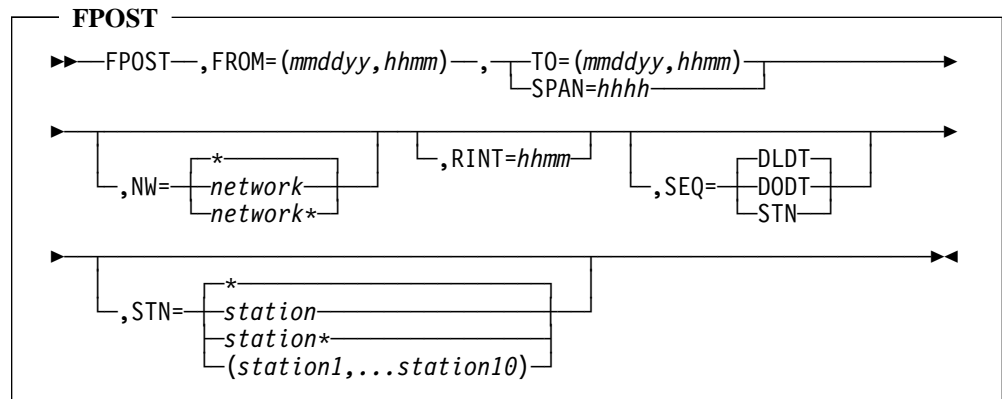 FPOST
FPOST ,FROM=(mmddyy,hhmm) , TO=(mmddyy,hhmm)
SPAN=hhhh
,NW= * ,RINT=hhmm ,SEQ= DLDT
network DODT
network* STN
,STN= *
station
station*
(station1,...station10)